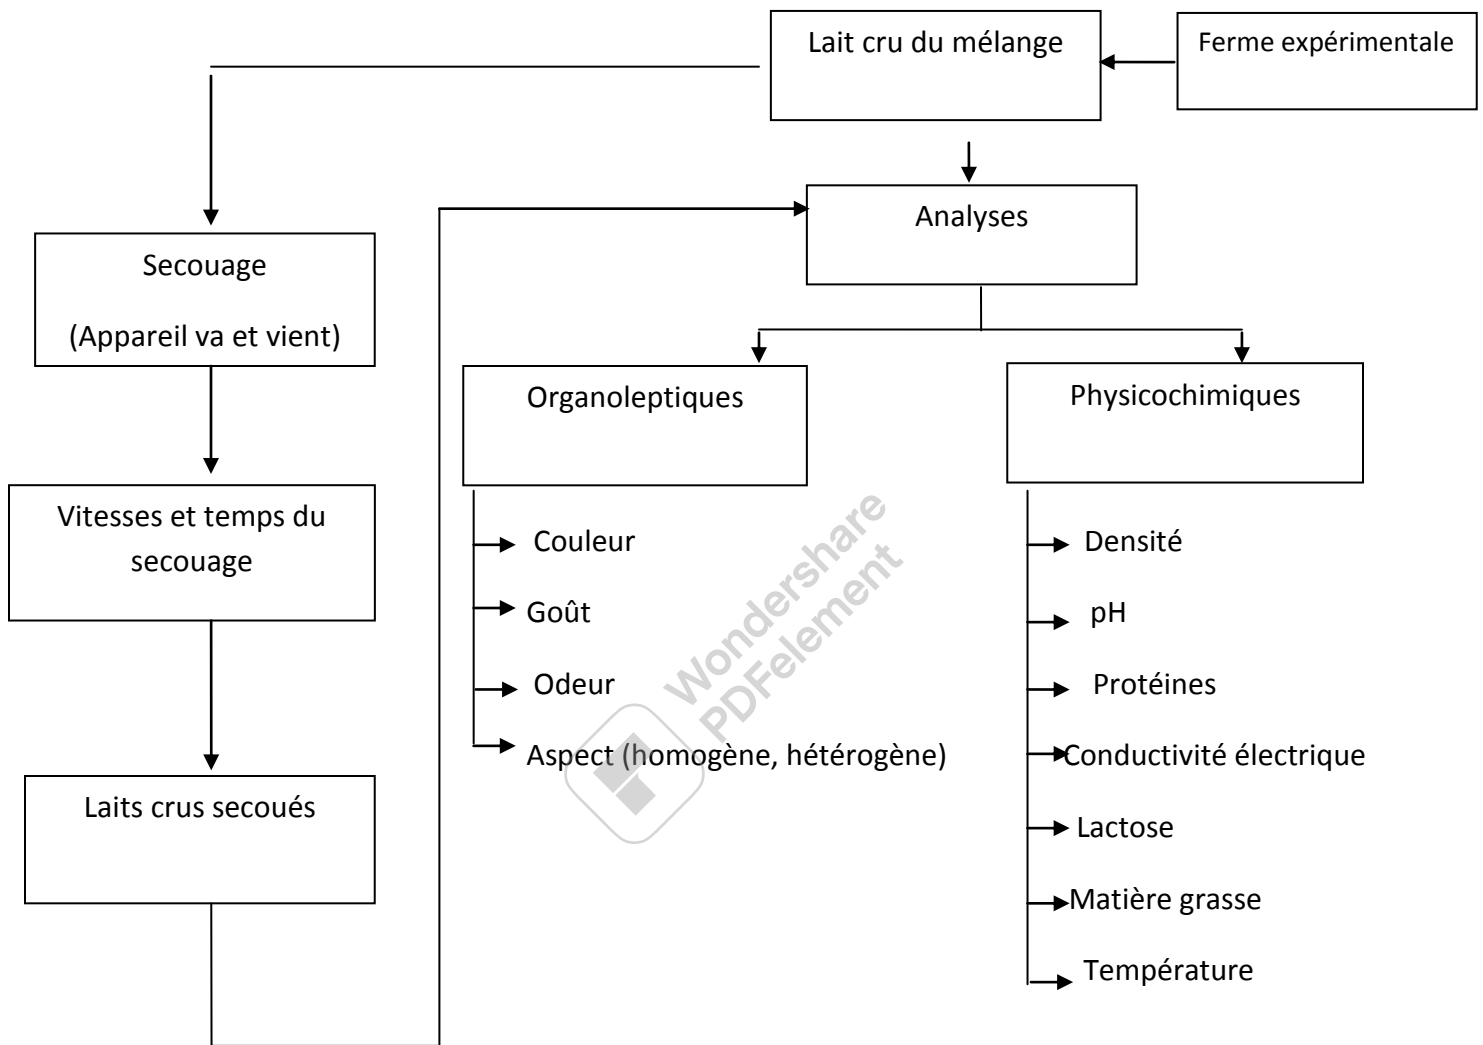 Lait cru du mélange
Ferme expérimentale
Analyses
Secouage
(Appareil va et vient)
Organoleptiques
Physicochimiques
Vitesses et temps du
secouage
Couleur
Goût
Odeur
Aspect (homogène, hétérogène)
Densité
pH
Protéines
Conductivité électrique
Lactose
Matière grasse
Température
Laits crus secoués
Wondershare
PDFelement